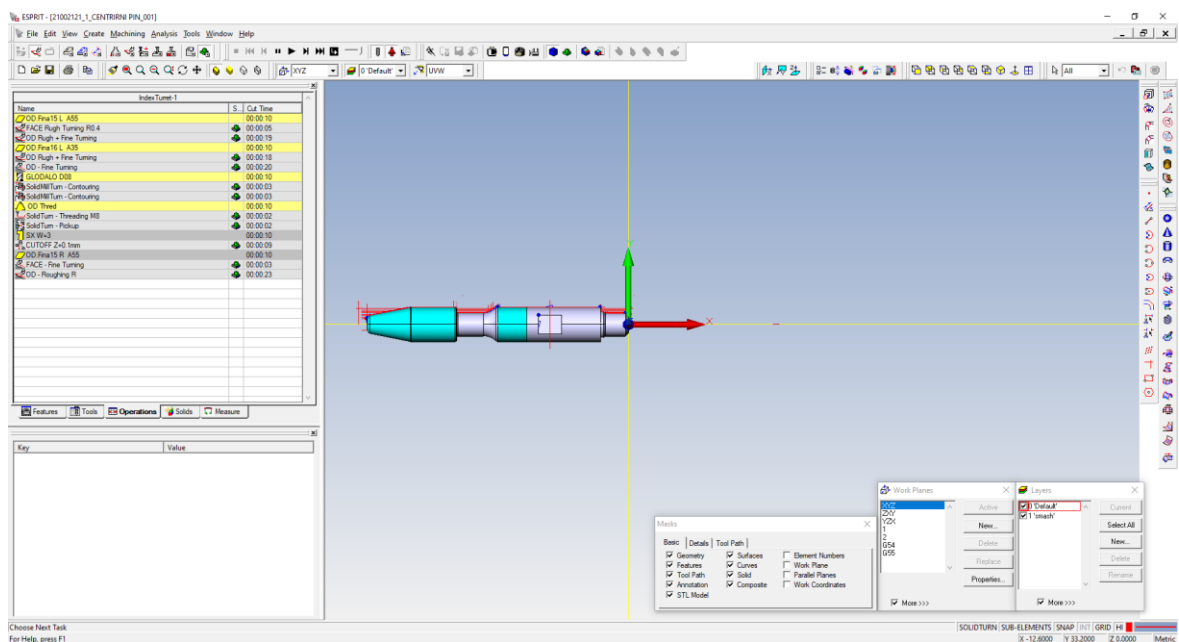 ESPRIT - [21002121_1_CENTRIRNI PIN_001]
File Edit View Create Machining Analysis Tools Window Help
XYZ 0 'Default' UVW All
IndexTurret-1
Name S... Cut Time
OD.Fina15 L A55 00:00:10
FACE Rugh Turning R0.4 00:00:05
OD Rugh + Fine Turning 00:00:19
OD.Fina16 L A35 00:00:10
OD Rugh + Fine Turning 00:00:18
OD - Fine Turning 00:00:20
GLODALO D08 00:00:10
SolidMillTurn - Contouring 00:00:03
SolidMillTurn - Contouring 00:00:03
OD Thred 00:00:10
SolidTurn - Threading M8 00:00:02
SolidTurn - Pickup 00:00:02
SX W=3 00:00:10
CUTOFF Z+0.1mm 00:00:09
OD.Fina15 R A55 00:00:10
FACE - Fine Turning 00:00:03
OD - Roughing R 00:00:23
Features Tools Operations Solids Measure
Key Value
Y
X
Masks
Basic Details Tool Path
Geometry Surfaces Element Numbers
Features Curves Work Plane
Tool Path Solid Parallel Planes
Annotation Composite Work Coordinates
STL Model
Work Planes
XYZ
ZXY
YZX
1
2
G54
G55
Active
New...
Delete
Replace
Properties...
More >>>
Layers
0 'Default'
1 'smash'
Current
Select All
New...
Delete
Rename
More >>>
Choose Next Task SOLIDTURN SUB-ELEMENTS SNAP INT GRID HI
For Help, press F1 X -12.6000 Y 33.2000 Z 0.0000 Metric